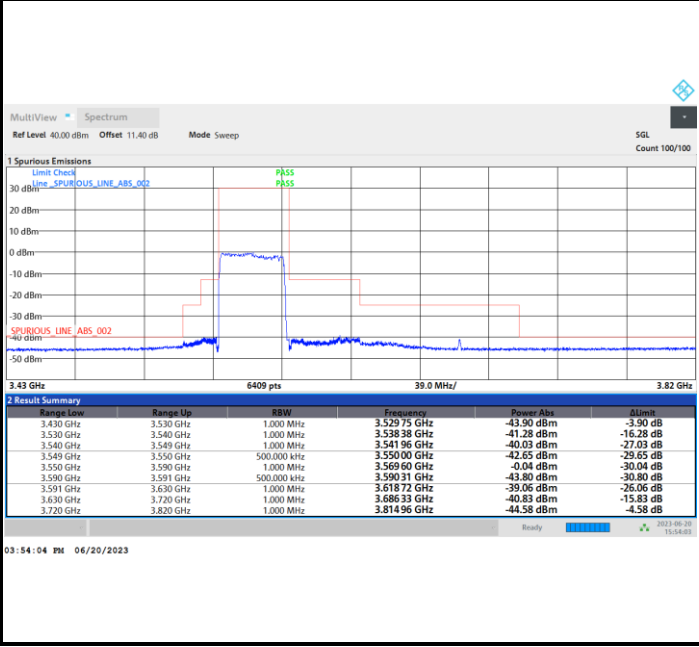 MultiView Spectrum
Ref Level 40.00 dBm Offset 11.40 dB Mode Sweep SGL
Count 100/100
1 Spurious Emissions
Limit Check PASS
Line _SPURIOUS_LINE_ABS_002 PASS
30 dBm
20 dBm
10 dBm
0 dBm
-10 dBm
-20 dBm
-30 dBm
_SPURIOUS_LINE_ABS_002
-40 dBm
-50 dBm
3.43 GHz 6409 pts 39.0 MHz/ 3.82 GHz
2 Result Summary
Range Low Range Up RBW Frequency Power Abs ΔLimit
3.430 GHz 3.530 GHz 1.000 MHz 3.529 75 GHz -43.90 dBm -3.90 dB
3.530 GHz 3.540 GHz 1.000 MHz 3.538 38 GHz -41.28 dBm -16.28 dB
3.540 GHz 3.549 GHz 1.000 MHz 3.541 96 GHz -40.03 dBm -27.03 dB
3.549 GHz 3.550 GHz 500.000 kHz 3.550 00 GHz -42.65 dBm -29.65 dB
3.550 GHz 3.590 GHz 1.000 MHz 3.569 60 GHz -0.04 dBm -30.04 dB
3.590 GHz 3.591 GHz 500.000 kHz 3.590 31 GHz -43.80 dBm -30.80 dB
3.591 GHz 3.630 GHz 1.000 MHz 3.618 72 GHz -39.06 dBm -26.06 dB
3.630 GHz 3.720 GHz 1.000 MHz 3.686 33 GHz -40.83 dBm -15.83 dB
3.720 GHz 3.820 GHz 1.000 MHz 3.814 96 GHz -44.58 dBm -4.58 dB
Ready 2023-06-20
15:54:03
03:54:04 PM 06/20/2023